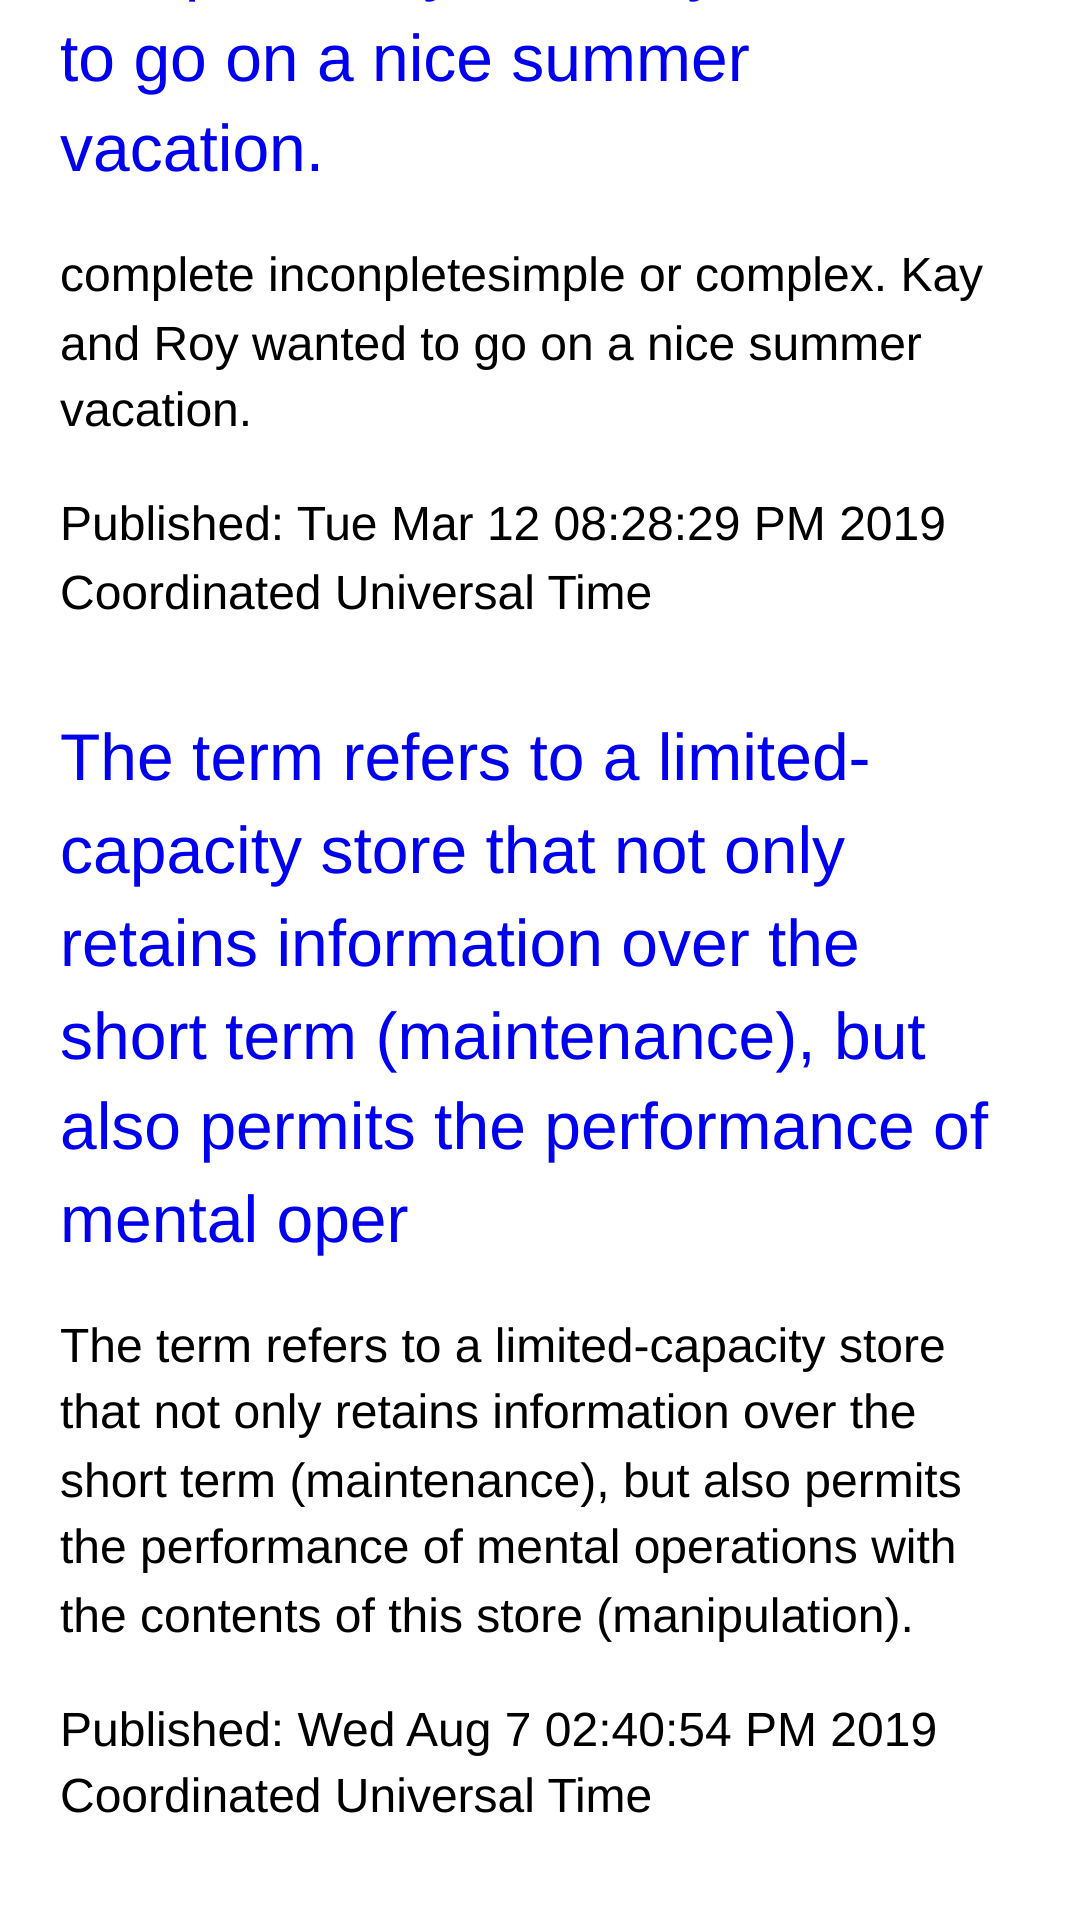 to go on a nice summer
vacation.
complete inconpletesimple or complex. Kay
and Roy wanted to go on a nice summer
vacation.
Published: Tue Mar 12 08:28:29 PM 2019
Coordinated Universal Time
The term refers to a limited-
capacity store that not only
retains information over the
short term (maintenance), but
also permits the performance of
mental oper
The term refers to a limited-capacity store
that not only retains information over the
short term (maintenance), but also permits
the performance of mental operations with
the contents of this store (manipulation).
Published: Wed Aug 7 02:40:54 PM 2019
Coordinated Universal Time